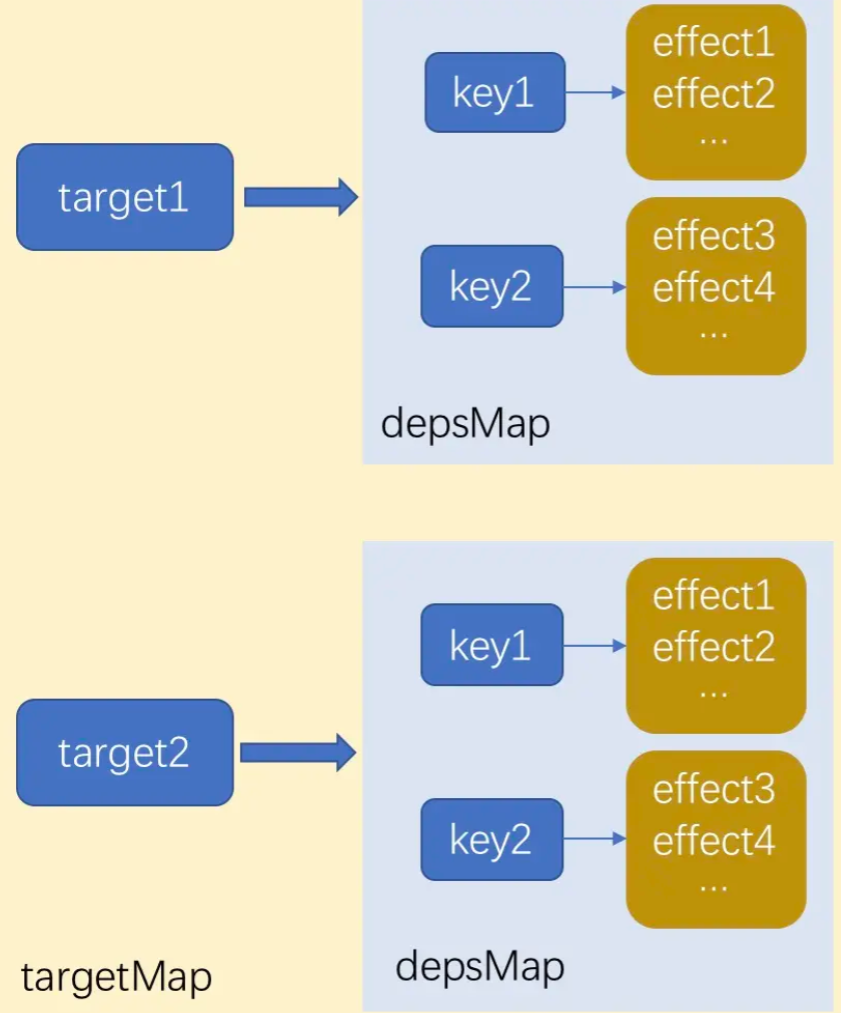 target1
key1
effect1
effect2
...
key2
effect3
effect4
...
depsMap
target2
key1
effect1
effect2
...
key2
effect3
effect4
...
depsMap
targetMap